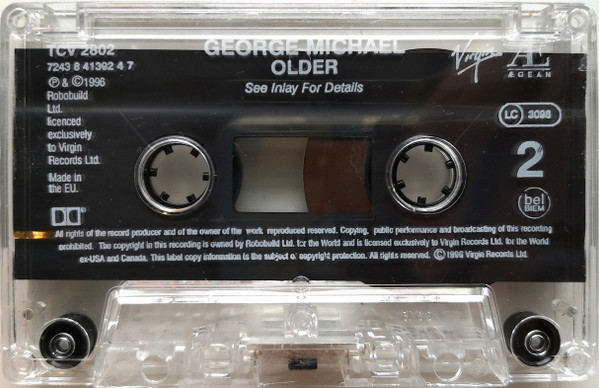 TCV 2802
7243 8 41392 4 7
GEORGE MICHAEL
OLDER
See Inlay For Details
Virgin
Æ
ÆGEAN
℗ & ©1996
Robobuild
Ltd.
licenced
exclusively
to Virgin
Records Ltd.
Made in
the EU.
LC 3098
2
bel
BIEM
All rights of the record producer and of the owner of the work reproduced reserved. Copying, public performance and broadcasting of this recording
prohibited. The copyright in this recording is owned by Robobuild Ltd. for the World and is licensed exclusively to Virgin Records Ltd. for the World
ex-USA and Canada. This label copy information is the subject of copyright protection. All rights reserved. ©1996 Virgin Records Ltd.